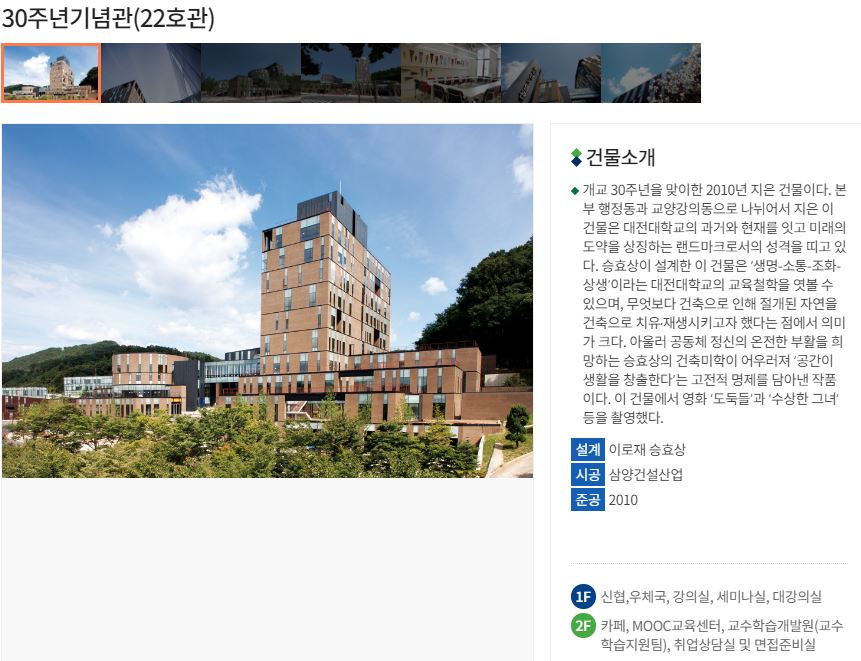 30주년기념관(22호관)
건물소개
개교 30주년을 맞이한 2010년 지은 건물이다. 본
부 행정동과 교양강의동으로 나뉘어서 지은 이
건물은 대전대학교의 과거와 현재를 잇고 미래의
도약을 상징하는 랜드마크로서의 성격을 띠고 있
다. 승효상이 설계한 이 건물은 '생명-소통-조화-
상생'이라는 대전대학교의 교육철학을 엿볼 수
있으며, 무엇보다 건축으로 인해 절개된 자연을
건축으로 치유·재생시키고자 했다는 점에서 의미
가 크다. 아울러 공동체 정신의 온전한 부활을 희
망하는 승효상의 건축미학이 어우러져 '공간이
생활을 창출한다'는 고전적 명제를 담아낸 작품
이다. 이 건물에서 영화 '도둑들'과 '수상한 그녀'
등을 촬영했다.
설계 이로재 승효상
시공 삼양건설산업
준공 2010
1F 신협,우체국, 강의실, 세미나실, 대강의실
2F 카페, MOOC교육센터, 교수학습개발원(교수
학습지원팀), 취업상담실 및 면접준비실